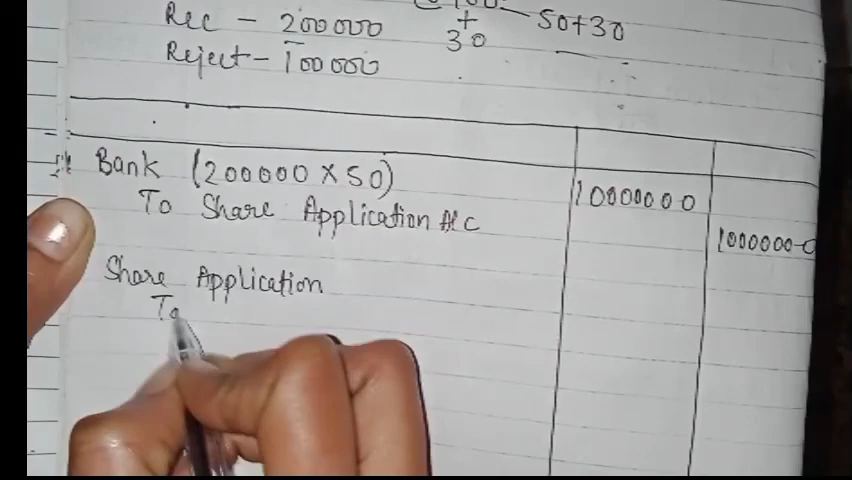 Rec - 200000
+ 50+30
30
Reject - 100000
Bank (200000 X 50) 10000000
To Share Application A/C 10000000
Share Application
To